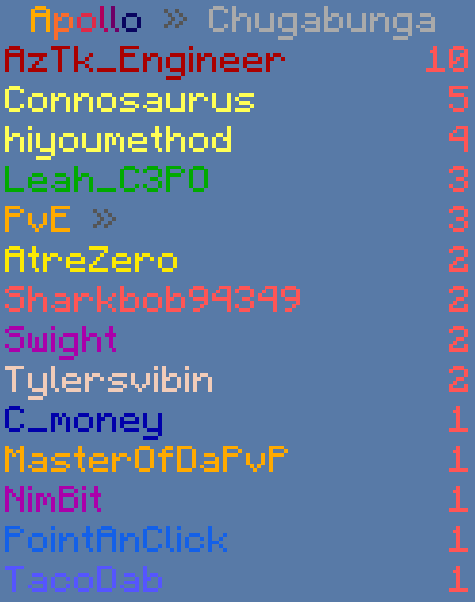 Apollo » Chugabunga
AzTk_Engineer 10
Connosaurus 5
hiyoumethod 4
Leah_C3PO 3
PvE » 3
AtreZero 2
Sharkbob94349 2
Swight 2
Tylersvibin 2
C_money 1
MasterOfDaPvP 1
NimBit 1
PointAnClick 1
TacoDab 1